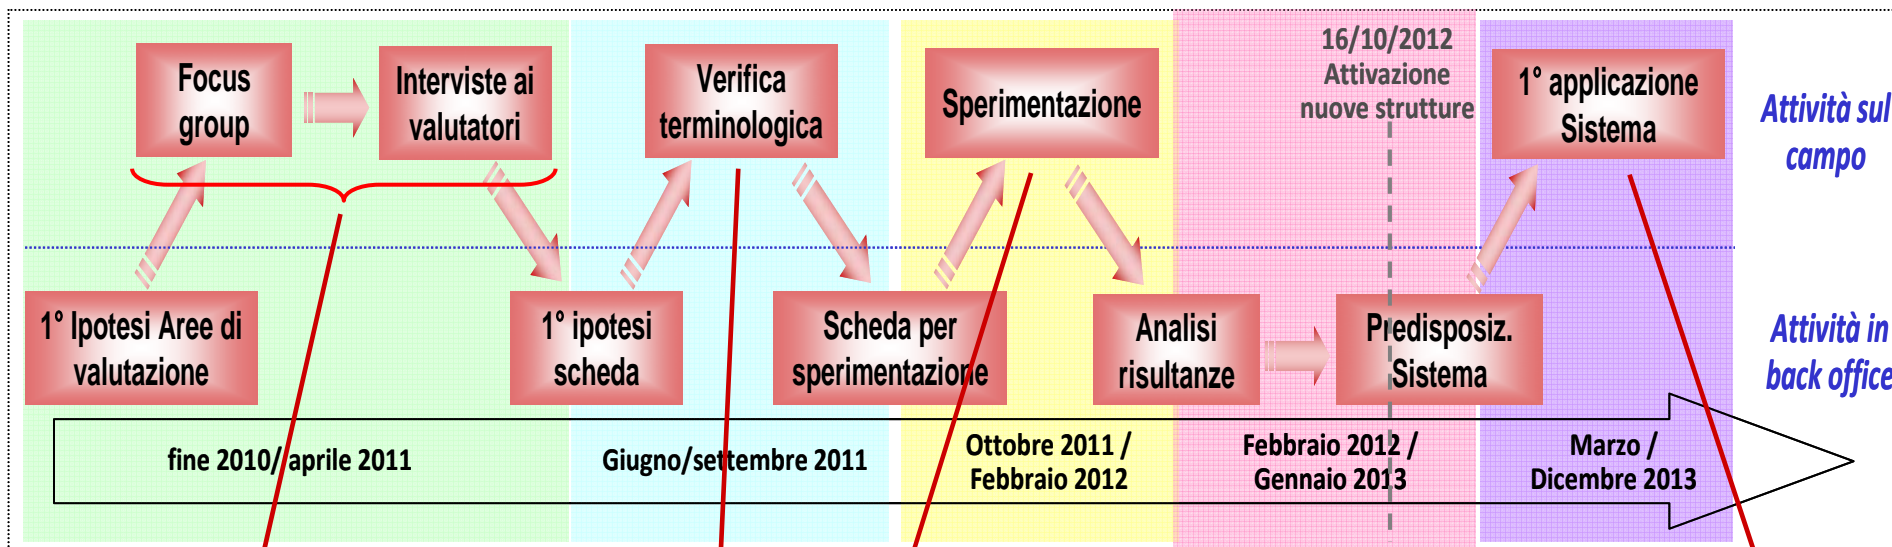 Focus
group
Interviste ai
valutatori
Verifica
terminologica
Sperimentazione
16/10/2012
Attivazione
nuove strutture
1° applicazione
Sistema
Attività sul
campo
1° Ipotesi Aree di
valutazione
1° ipotesi
scheda
Scheda per
sperimentazione
Analisi
risultanze
Predisposiz.
Sistema
Attività in
back office
fine 2010/ aprile 2011
Giugno/settembre 2011
Ottobre 2011 /
Febbraio 2012
Febbraio 2012 /
Gennaio 2013
Marzo /
Dicembre 2013